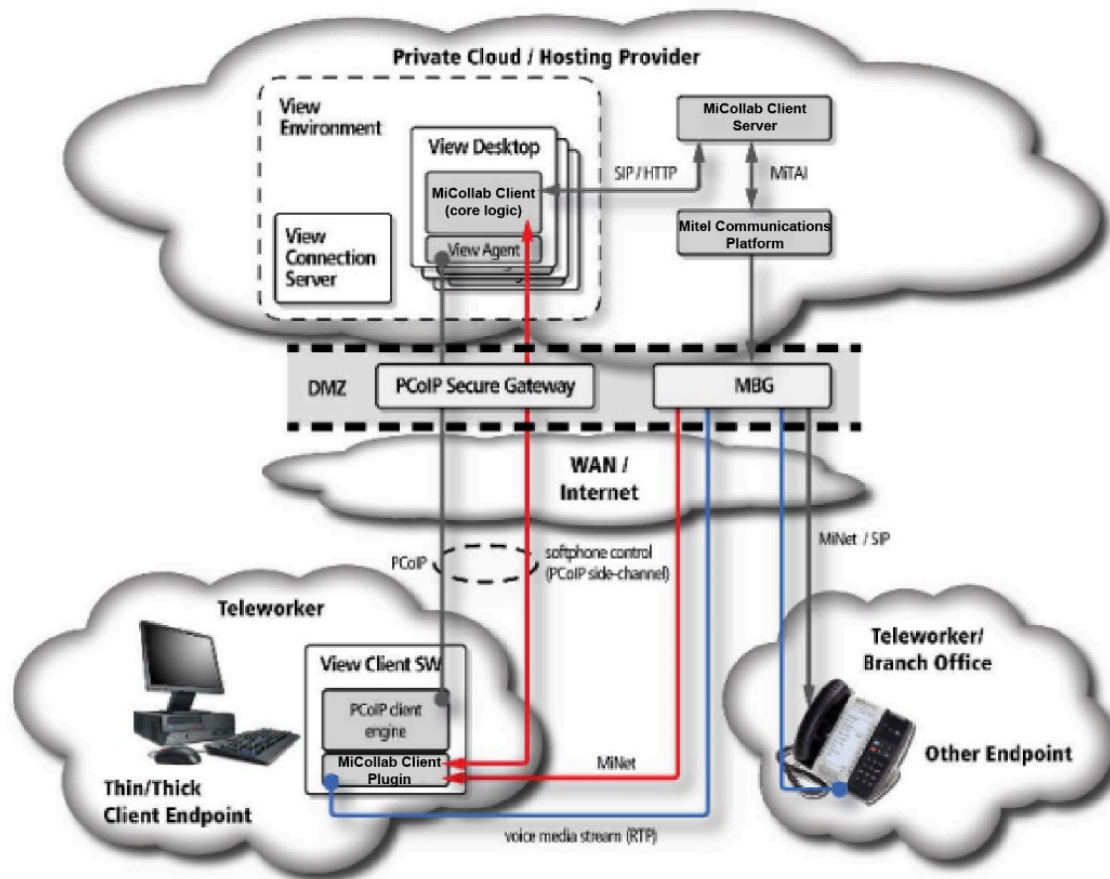 Private Cloud / Hosting Provider
View
Environment
View Desktop
MiCollab Client
(core logic)
View Agent
View
Connection
Server
SIP / HTTP
MiCollab Client
Server
MiTAI
Mitel Communications
Platform
DMZ
PCoIP Secure Gateway
MBG
WAN /
Internet
PCoIP
softphone control
(PCoIP side-channel)
MiNet / SIP
Teleworker
View Client SW
PCoIP client
engine
MiCollab Client
Plugin
Thin/Thick
Client Endpoint
MiNet
voice media stream (RTP)
Teleworker/
Branch Office
Other Endpoint